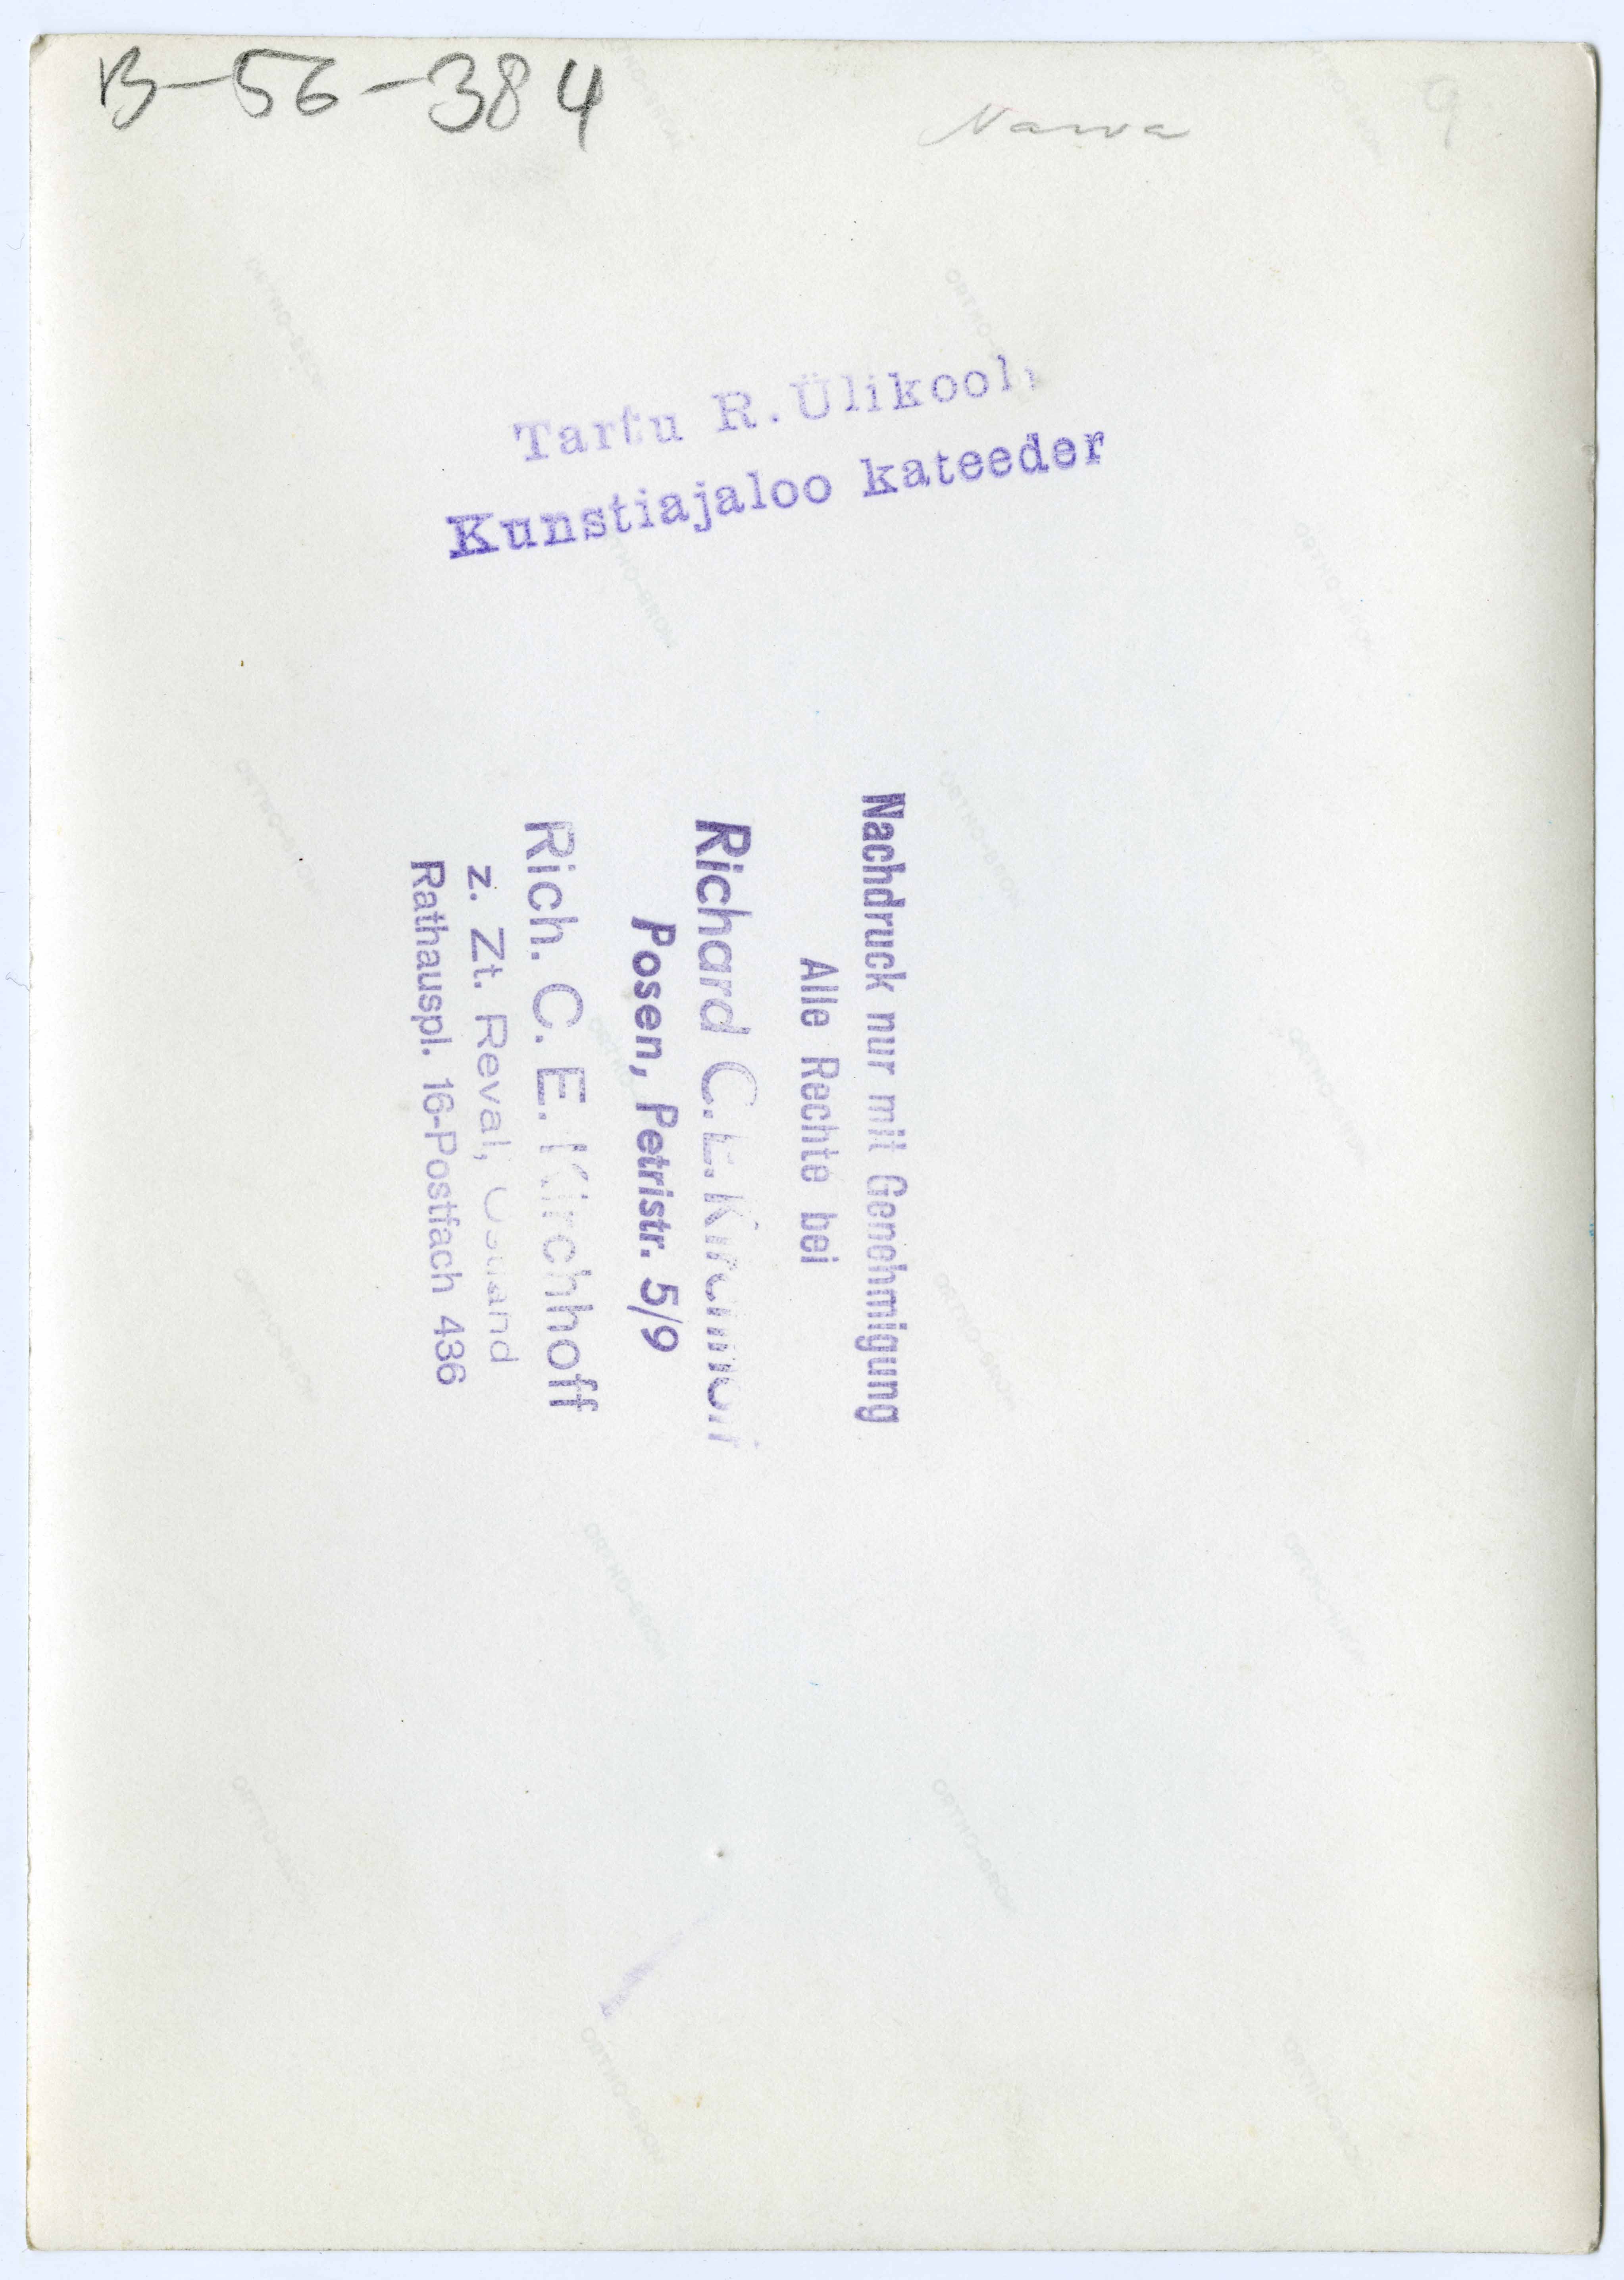 B-56-384
Narva
9
Tartu R.Ülikooli
Kunstiajaloo kateeder
Nachdruck nur mit Genehmigung
Alle Rechte bei
Richard C. E. Kirchhoff
Posen, Petristr. 5/9
Rich. C. E. Kirchhoff
z. Zt. Reval, Ostland
Rathauspl. 16-Postfach 436